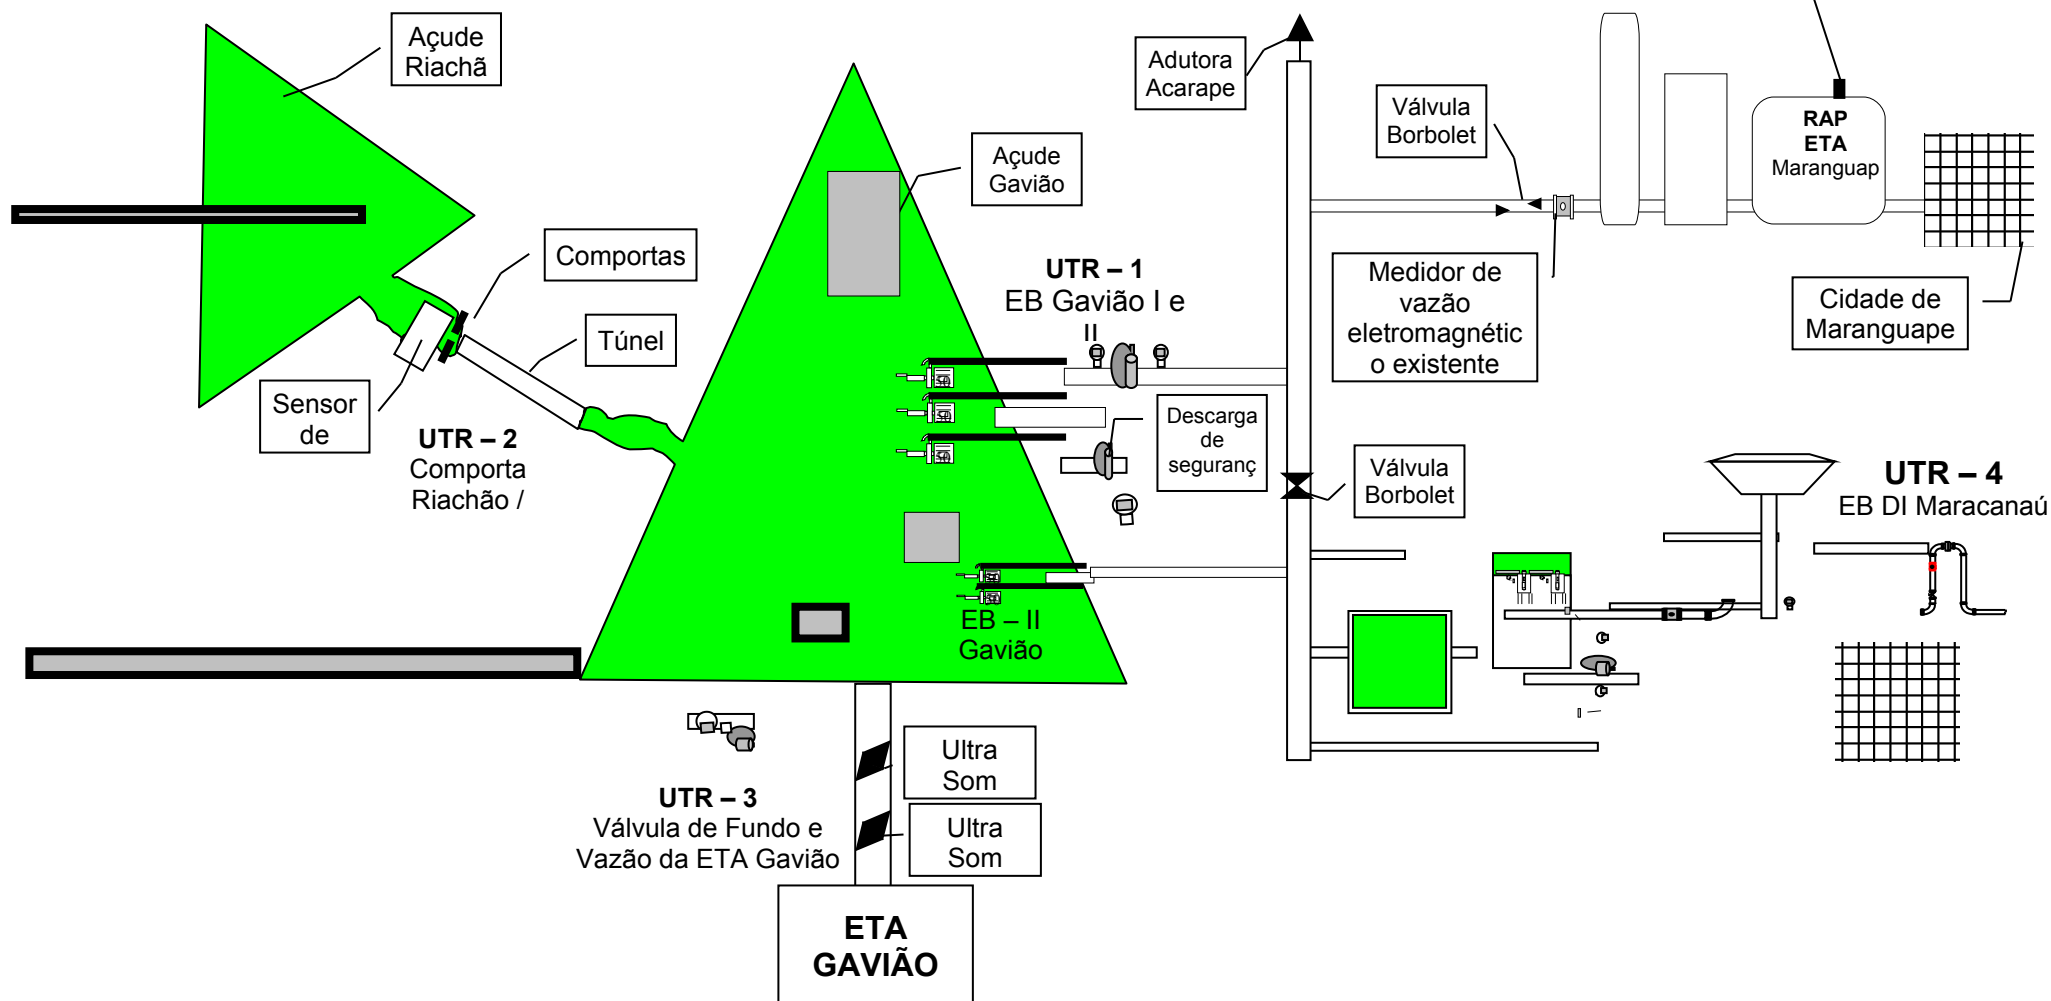 Açude
Riachã
Adutora
Acarape
Válvula
Borbolet
RAP
ETA
Maranguap
Açude
Gavião
Comportas
UTR – 1
EB Gavião I e
II
Medidor de
vazão
eletromagnétic
o existente
Cidade de
Maranguape
Túnel
Sensor
de
UTR – 2
Comporta
Riachão /
Descarga
de
seguranç
Válvula
Borbolet
UTR – 4
EB DI Maracanaú
EB – II
Gavião
Ultra
Som
UTR – 3
Válvula de Fundo e
Vazão da ETA Gavião
Ultra
Som
ETA
GAVIÃO